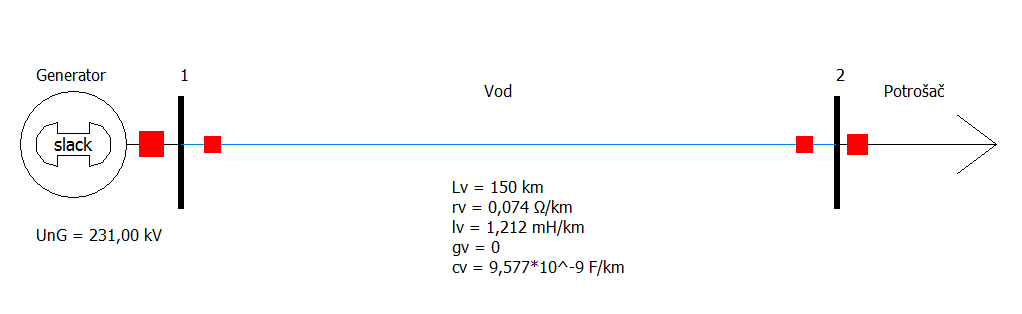 Generator
1
Vod
2
Potrošač
slack
UnG = 231,00 kV
Lv = 150 km
rv = 0,074 Ω/km
lv = 1,212 mH/km
gv = 0
cv = 9,577*10^-9 F/km